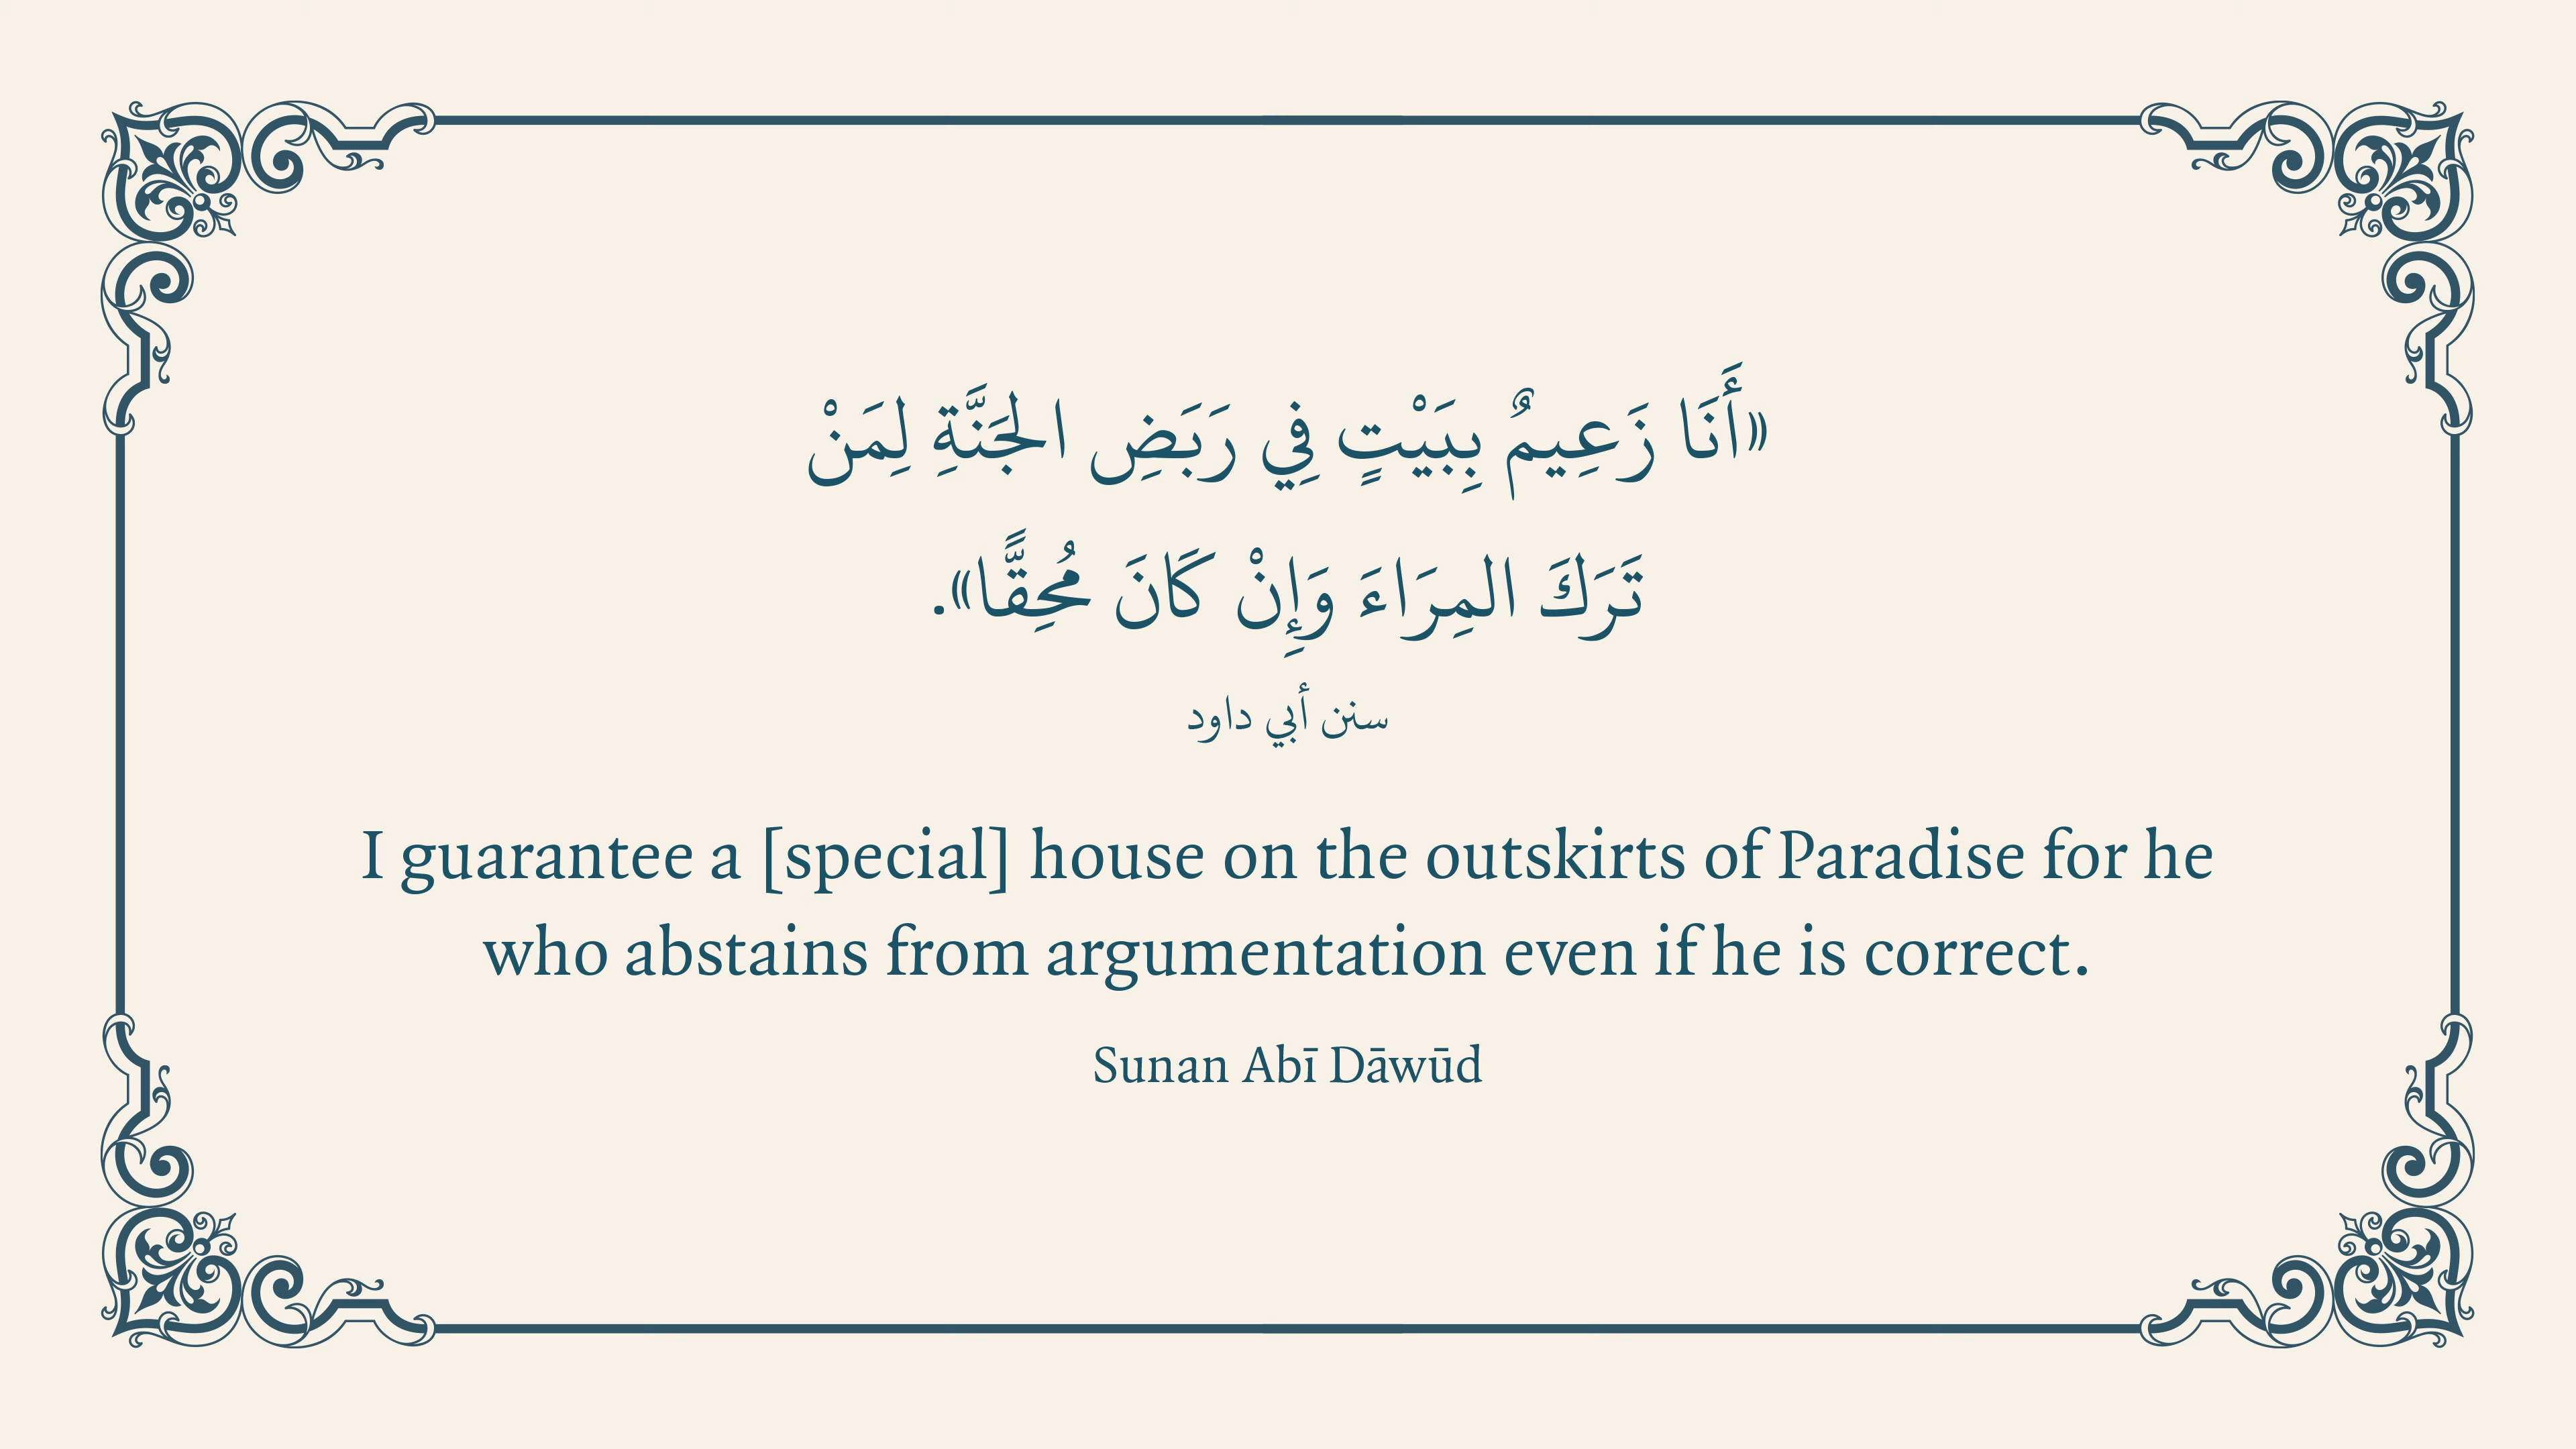 «أَنَا زَعِيمٌ بِبَيْتٍ فِي رَبَضِ الجَنَّةِ لِمَنْ
تَرَكَ المِرَاءَ وَإِنْ كَانَ مُحِقًّا».
سنن أبي داود
I guarantee a [special] house on the outskirts of Paradise for he
who abstains from argumentation even if he is correct.
Sunan Abī Dāwūd